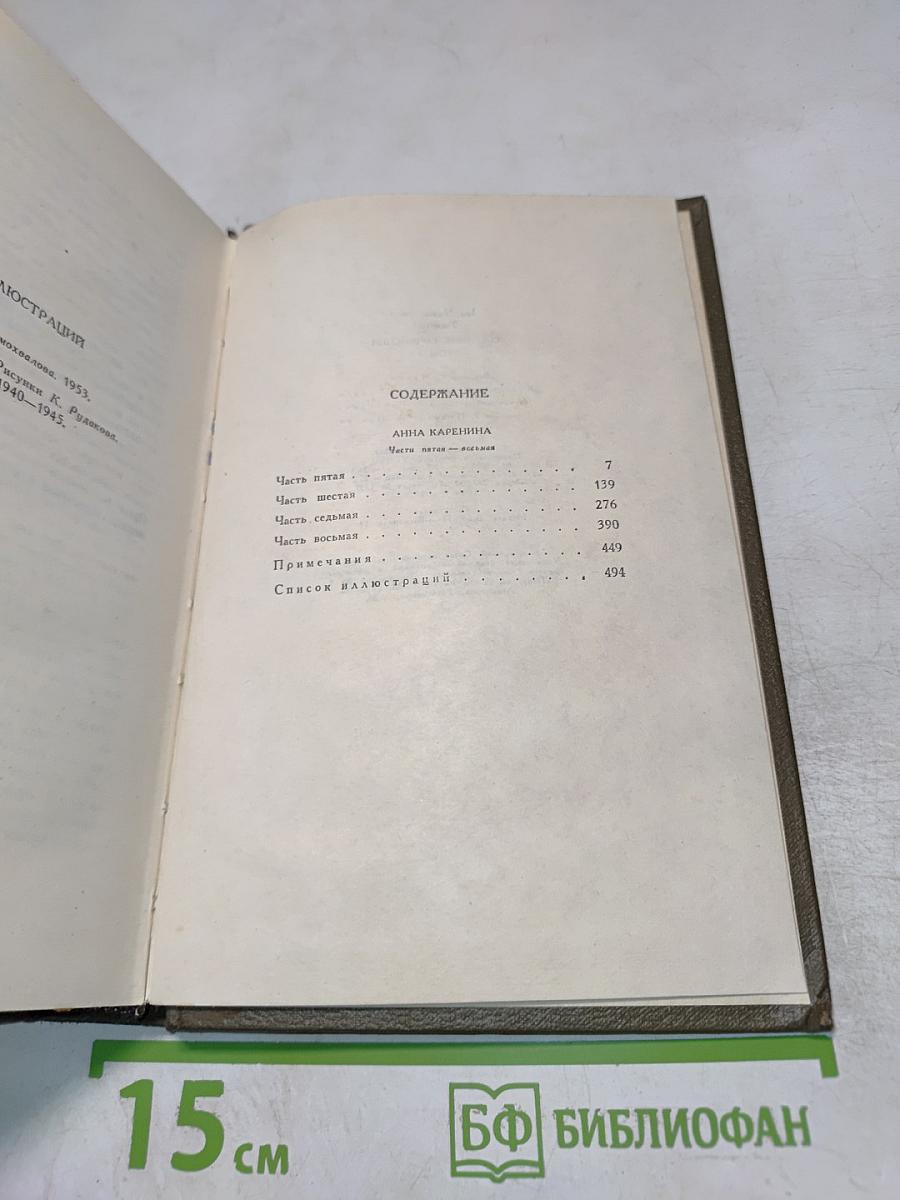 ЛЮСТРАЦИЙ
мохвалова. 1953.
Рисунки К. Рудакова.
1940—1945.
СОДЕРЖАНИЕ
АННА КАРЕНИНА
Части пятая — восьмая
Часть пятая . . . . . . . . . . . . . . . 7
Часть шестая . . . . . . . . . . . . . . 139
Часть седьмая . . . . . . . . . . . . . . 276
Часть восьмая . . . . . . . . . . . . . . 390
Примечания . . . . . . . . . . . . . 449
Список иллюстраций . . . . . . . . 494
15 см
БФ БИБЛИОФАН